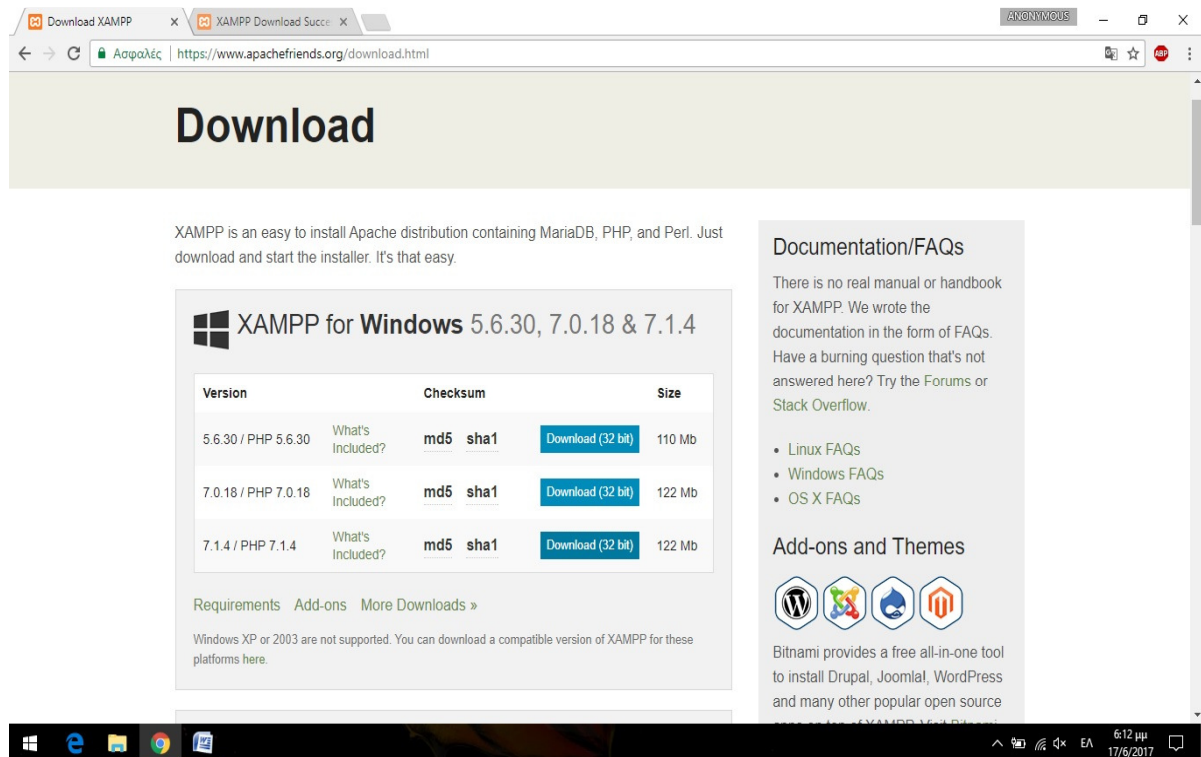 Download XAMPP
XAMPP Download Succe
ANONYMOUS
Ασφαλές
https://www.apachefriends.org/download.html
ABP
Download
XAMPP is an easy to install Apache distribution containing MariaDB, PHP, and Perl. Just
download and start the installer. It's that easy.
XAMPP for Windows 5.6.30, 7.0.18 & 7.1.4
Version Checksum Size
5.6.30 / PHP 5.6.30 What's Included? md5 sha1 Download (32 bit) 110 Mb
7.0.18 / PHP 7.0.18 What's Included? md5 sha1 Download (32 bit) 122 Mb
7.1.4 / PHP 7.1.4 What's Included? md5 sha1 Download (32 bit) 122 Mb
Requirements Add-ons More Downloads »
Windows XP or 2003 are not supported. You can download a compatible version of XAMPP for these
platforms here.
Documentation/FAQs
There is no real manual or handbook
for XAMPP. We wrote the
documentation in the form of FAQs.
Have a burning question that's not
answered here? Try the Forums or
Stack Overflow.
• Linux FAQs
• Windows FAQs
• OS X FAQs
Add-ons and Themes
Bitnami provides a free all-in-one tool
to install Drupal, Joomla!, WordPress
and many other popular open source
apps on top of XAMPP. Visit Bitnami
ΕΛ
6:12 μμ
17/6/2017